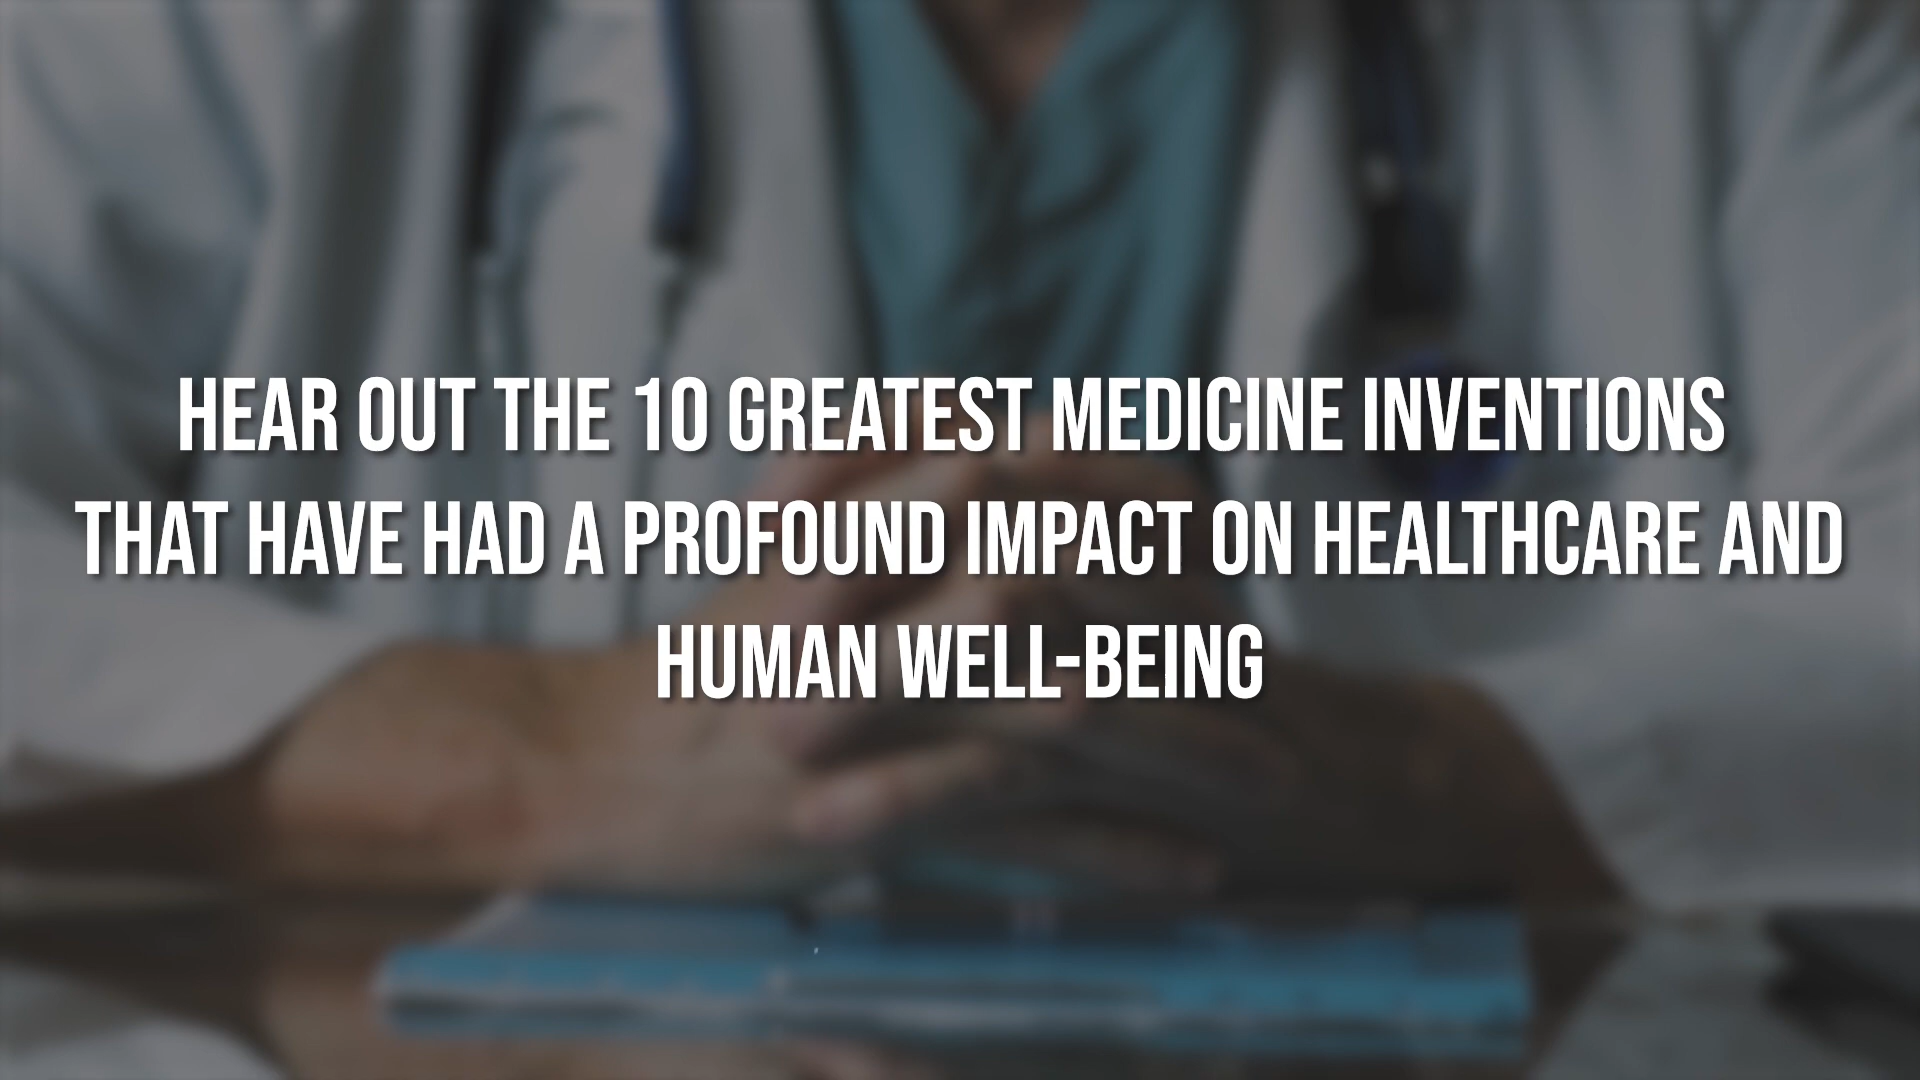 HEAR OUT THE 10 GREATEST MEDICINE INVENTIONS
THAT HAVE HAD A PROFOUND IMPACT ON HEALTHCARE AND
HUMAN WELL-BEING